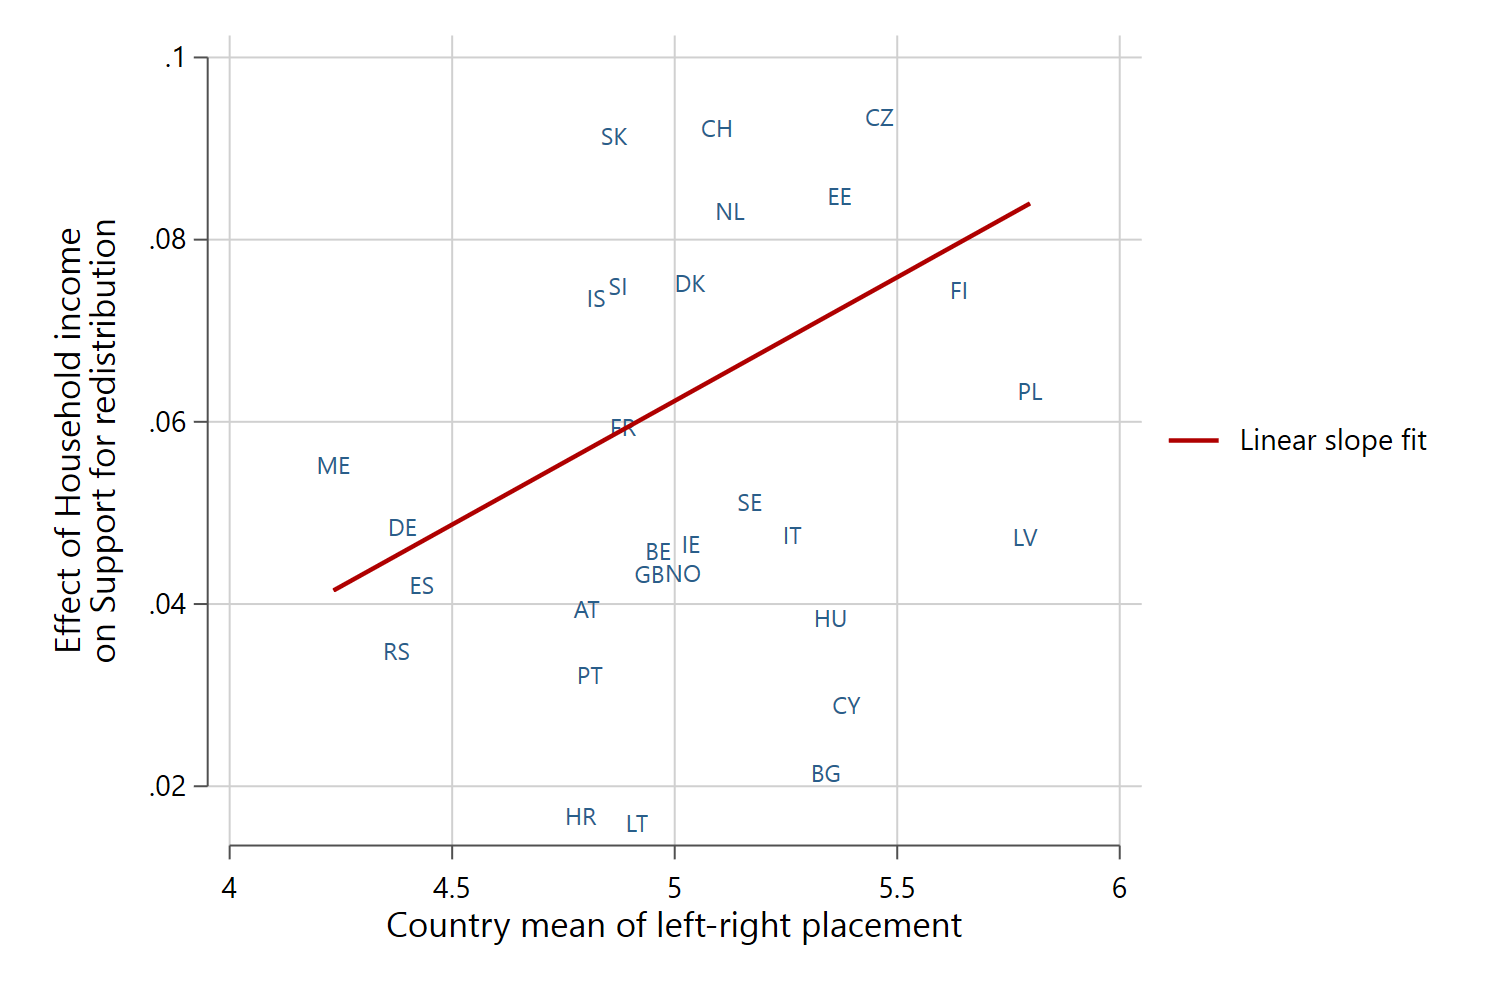 .1
.08
.06
.04
.02
Effect of Household income
on Support for redistribution
CZ
CH
SK
EE
NL
DK
SI
IS
FI
PL
FR
ME
SE
DE
IT
LV
IE
BE
GB
NO
ES
AT
HU
RS
PT
CY
BG
HR
LT
4
4.5
5
5.5
6
Country mean of left-right placement
Linear slope fit